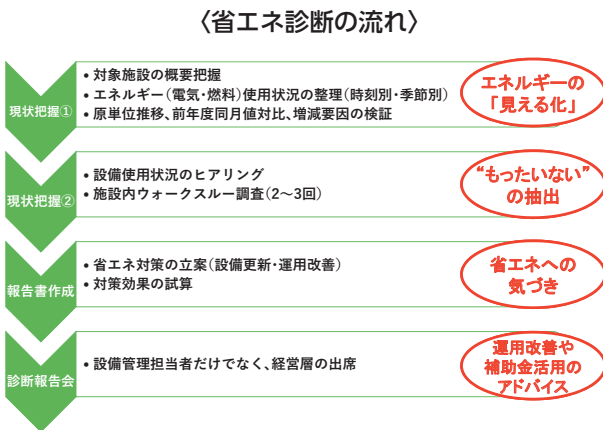 〈省エネ診断の流れ〉
現状把握①
• 対象施設の概要把握
• エネルギー(電気・燃料)使用状況の整理(時刻別・季節別)
• 原単位推移、前年度同月値対比、増減要因の検証
エネルギーの
「見える化」
現状把握②
• 設備使用状況のヒアリング
• 施設内ウォークスルー調査(2〜3回)
“もったいない”
の抽出
報告書作成
• 省エネ対策の立案(設備更新・運用改善)
• 対策効果の試算
省エネへの
気づき
診断報告会
• 設備管理担当者だけでなく、経営層の出席
運用改善や
補助金活用の
アドバイス